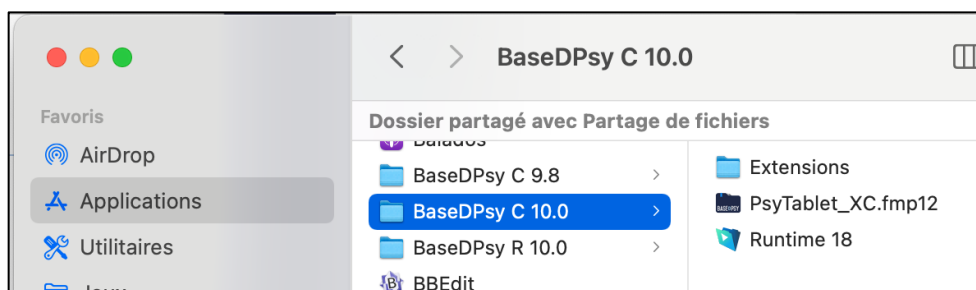 BaseDPsy C 10.0
Favoris
AirDrop
Applications
Utilitaires
Dossier partagé avec Partage de fichiers
Balados
BaseDPsy C 9.8
BaseDPsy C 10.0
BaseDPsy R 10.0
BBEdit
Extensions
PsyTablet_XC.fmp12
Runtime 18